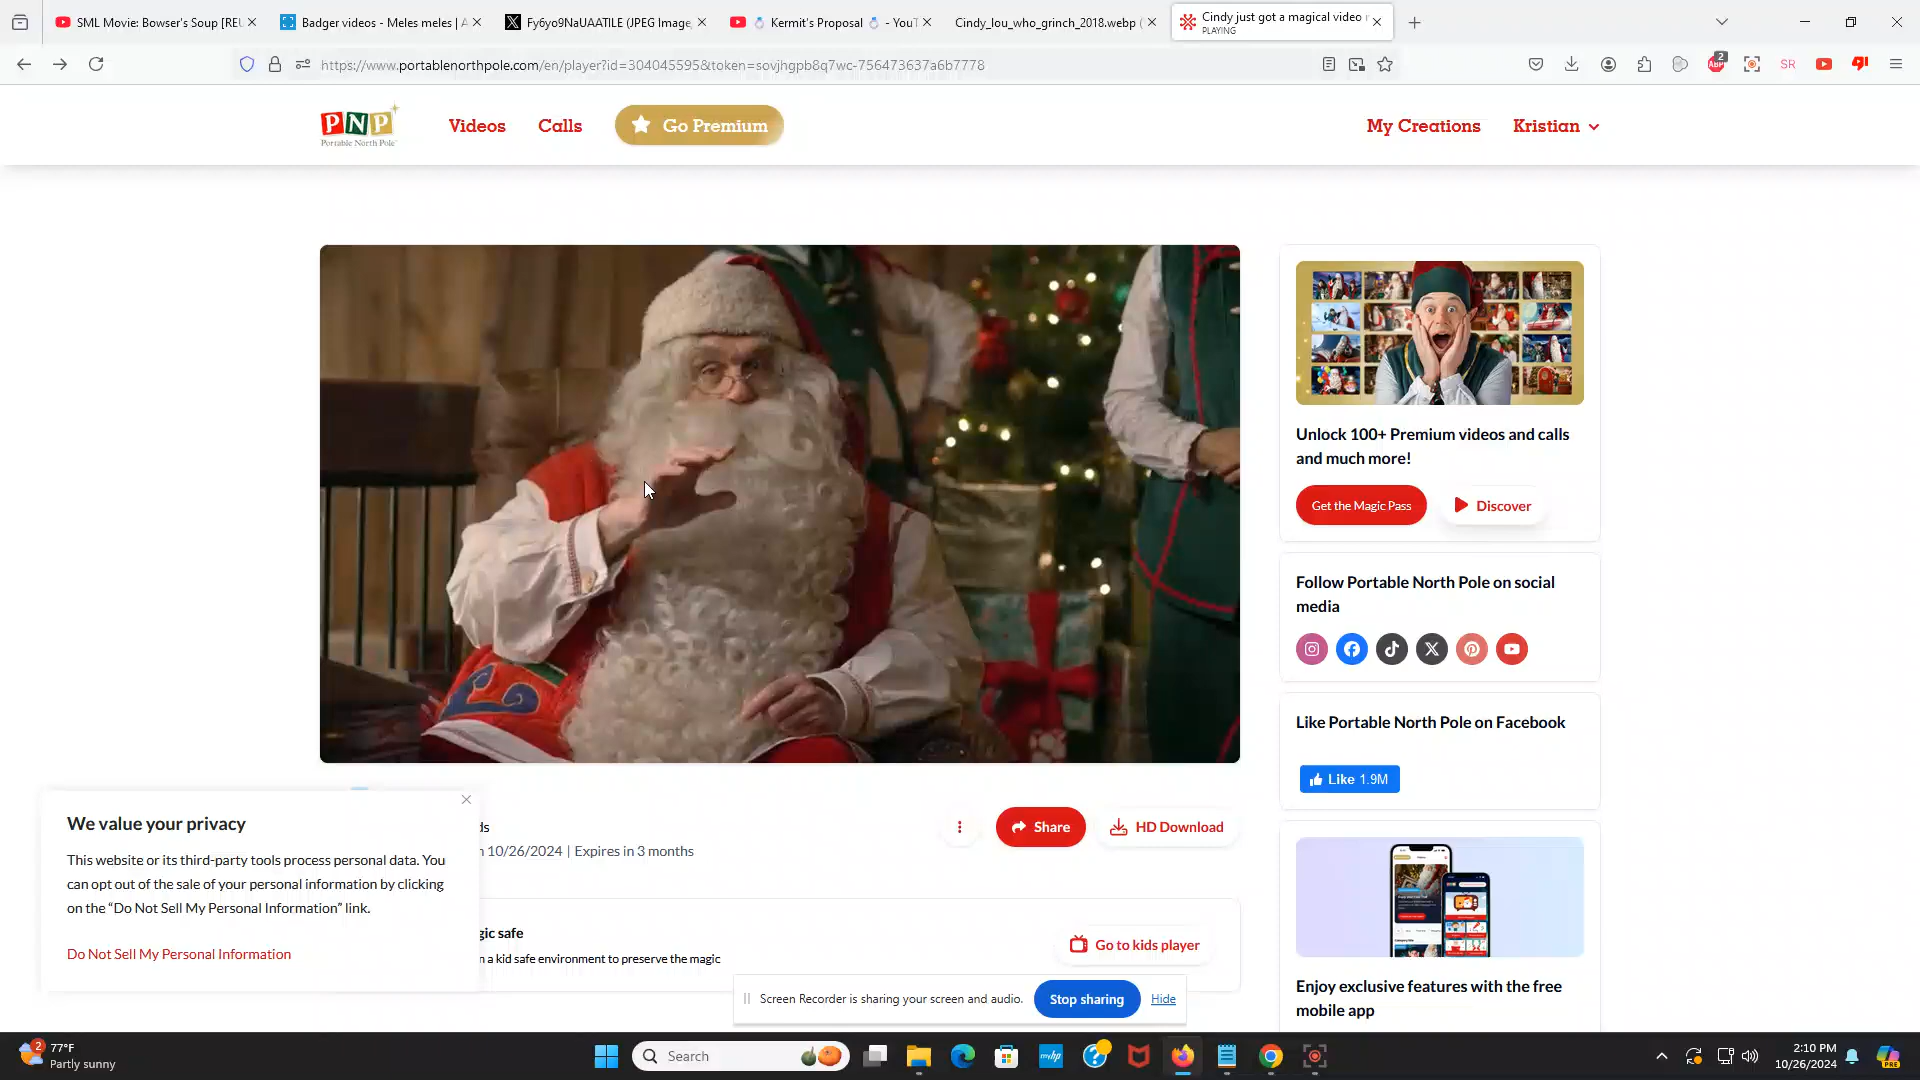 SML Movie: Bowser's Soup [REU
Badger videos - Meles meles | A
Fy6yo9NaUAATILE (JPEG Image,
Kermit's Proposal - YouT
Cindy_lou_who_grinch_2018.webp (
Cindy just got a magical video r
PLAYING
https://www.portablenorthpole.com/en/player?id=304045595&token=sovjhgpb8q7wc-756473637a6b7778
ABP
2
SR
PNP
Portable North Pole
Videos
Calls
Go Premium
My Creations
Kristian
Unlock 100+ Premium videos and calls
and much more!
Get the Magic Pass
Discover
Follow Portable North Pole on social
media
Like Portable North Pole on Facebook
Like 1.9M
ds
n 10/26/2024 | Expires in 3 months
Share
HD Download
We value your privacy
This website or its third-party tools process personal data. You
can opt out of the sale of your personal information by clicking
on the “Do Not Sell My Personal Information” link.
Do Not Sell My Personal Information
gic safe
n a kid safe environment to preserve the magic
Go to kids player
Screen Recorder is sharing your screen and audio.
Stop sharing
Hide
Enjoy exclusive features with the free
mobile app
2
77°F
Partly sunny
Search
myhp
2:10 PM
10/26/2024
PRE